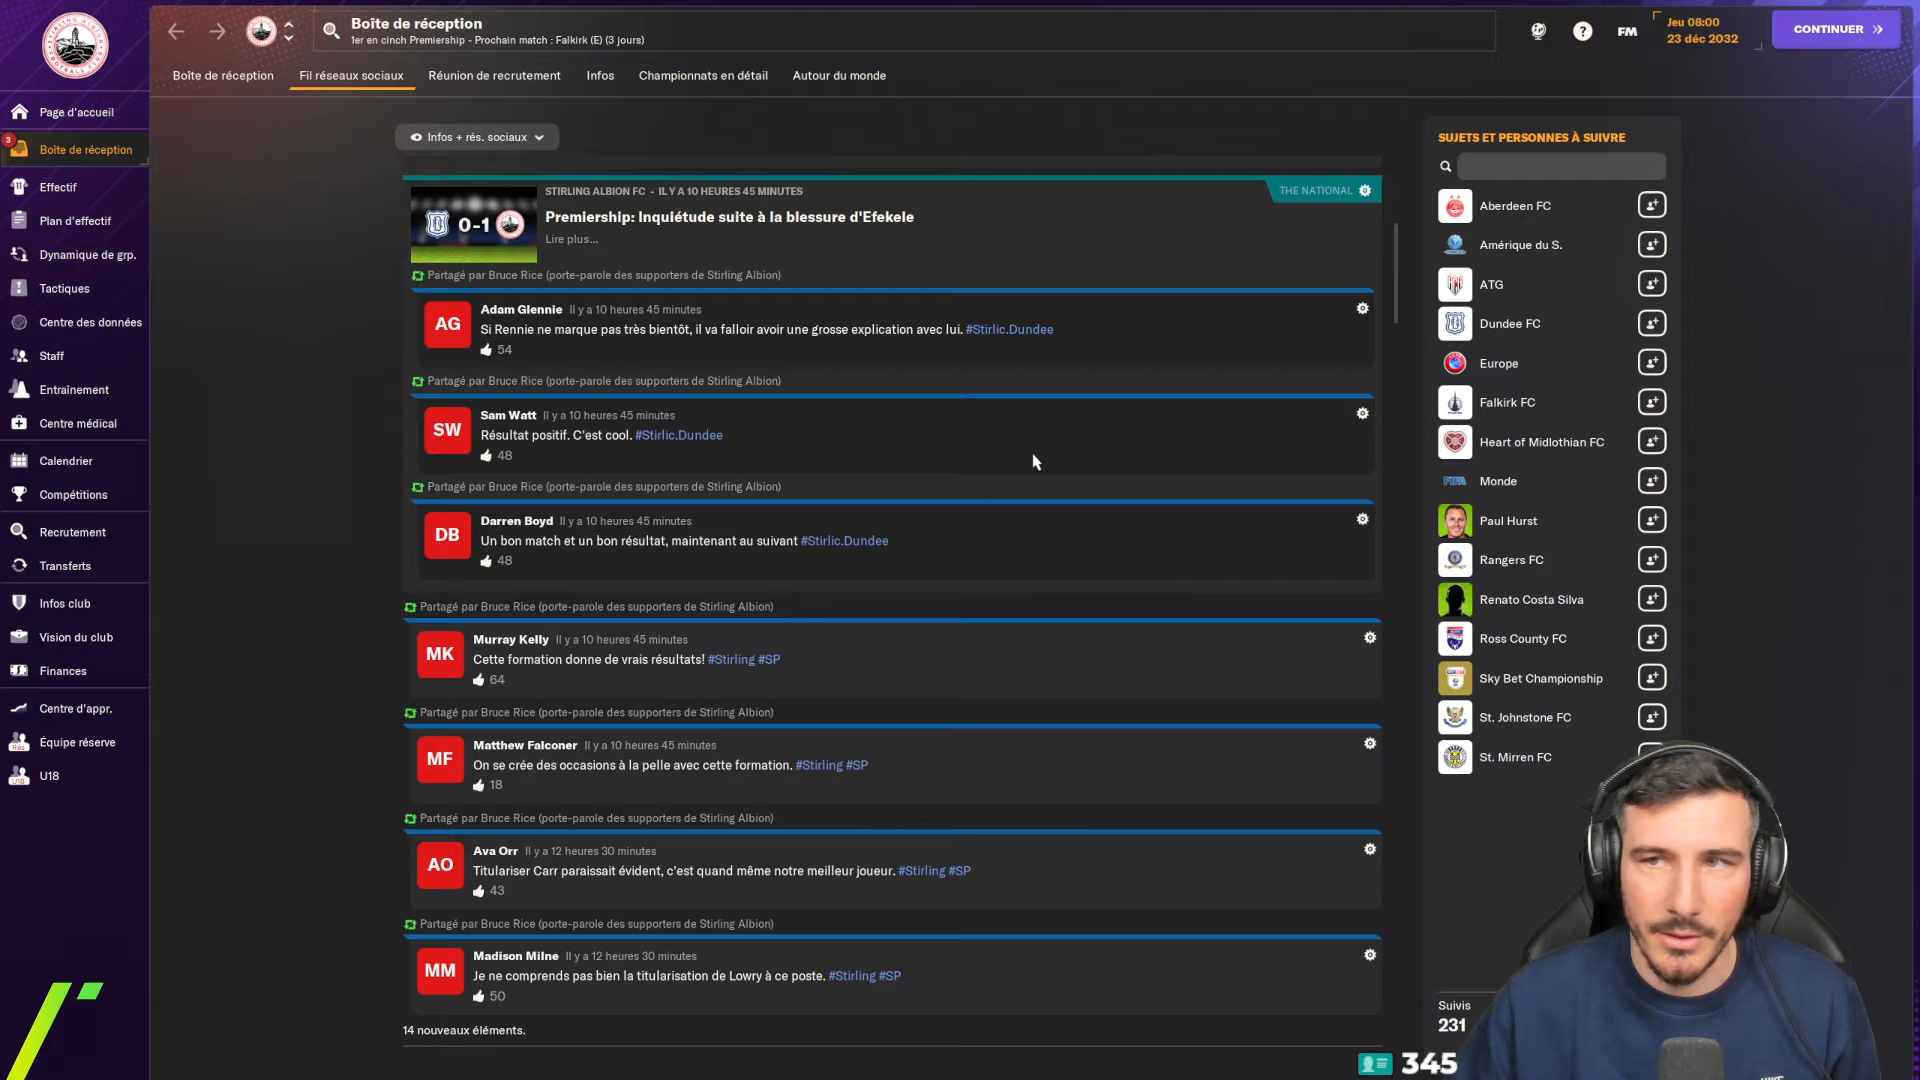 Boîte de réception
1er en cinch Premiership - Prochain match : Falkirk (E) (3 jours)
FM
Jeu 08:00
23 déc 2032
CONTINUER
Boîte de réception
Fil réseaux sociaux
Réunion de recrutement
Infos
Championnats en détail
Autour du monde
Page d'accueil
3
Boîte de réception
Effectif
Plan d'effectif
Dynamique de grp.
Tactiques
Centre des données
Staff
Entraînement
Centre médical
Calendrier
Compétitions
Recrutement
Transferts
Infos club
Vision du club
Finances
Centre d'appr.
Équipe réserve
U18
Infos + rés. sociaux
STIRLING ALBION FC - IL Y A 10 HEURES 45 MINUTES
THE NATIONAL
0-1
Premiership: Inquiétude suite à la blessure d'Efekele
Lire plus...
Partagé par Bruce Rice (porte-parole des supporters de Stirling Albion)
AG
Adam Glennie Il y a 10 heures 45 minutes
Si Rennie ne marque pas très bientôt, il va falloir avoir une grosse explication avec lui. #Stirlic.Dundee
54
Partagé par Bruce Rice (porte-parole des supporters de Stirling Albion)
SW
Sam Watt Il y a 10 heures 45 minutes
Résultat positif. C'est cool. #Stirlic.Dundee
48
Partagé par Bruce Rice (porte-parole des supporters de Stirling Albion)
DB
Darren Boyd Il y a 10 heures 45 minutes
Un bon match et un bon résultat, maintenant au suivant #Stirlic.Dundee
48
Partagé par Bruce Rice (porte-parole des supporters de Stirling Albion)
MK
Murray Kelly Il y a 10 heures 45 minutes
Cette formation donne de vrais résultats! #Stirling #SP
64
Partagé par Bruce Rice (porte-parole des supporters de Stirling Albion)
MF
Matthew Falconer Il y a 10 heures 45 minutes
On se crée des occasions à la pelle avec cette formation. #Stirling #SP
18
Partagé par Bruce Rice (porte-parole des supporters de Stirling Albion)
AO
Ava Orr Il y a 12 heures 30 minutes
Titulariser Carr paraissait évident, c'est quand même notre meilleur joueur. #Stirling #SP
43
Partagé par Bruce Rice (porte-parole des supporters de Stirling Albion)
MM
Madison Milne Il y a 12 heures 30 minutes
Je ne comprends pas bien la titularisation de Lowry à ce poste. #Stirling #SP
50
14 nouveaux éléments.
SUJETS ET PERSONNES À SUIVRE
Aberdeen FC
Amérique du S.
ATG
Dundee FC
Europe
Falkirk FC
Heart of Midlothian FC
FIFA
Monde
Paul Hurst
Rangers FC
Renato Costa Silva
Ross County FC
Sky Bet Championship
St. Johnstone FC
St. Mirren FC
Suivis
231
345